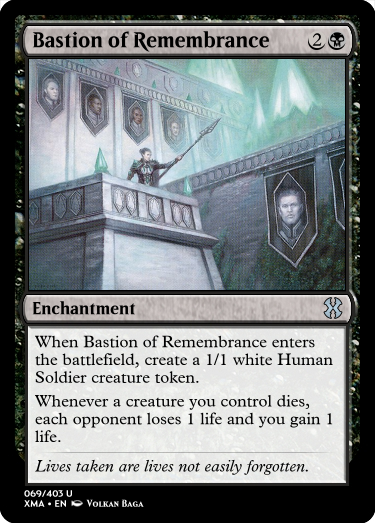 Bastion of Remembrance 2
Enchantment
When Bastion of Remembrance enters
the battlefield, create a 1/1 white Human
Soldier creature token.
Whenever a creature you control dies,
each opponent loses 1 life and you gain 1
life.
Lives taken are lives not easily forgotten.
069/403 U
XMA • EN Volkan Baga